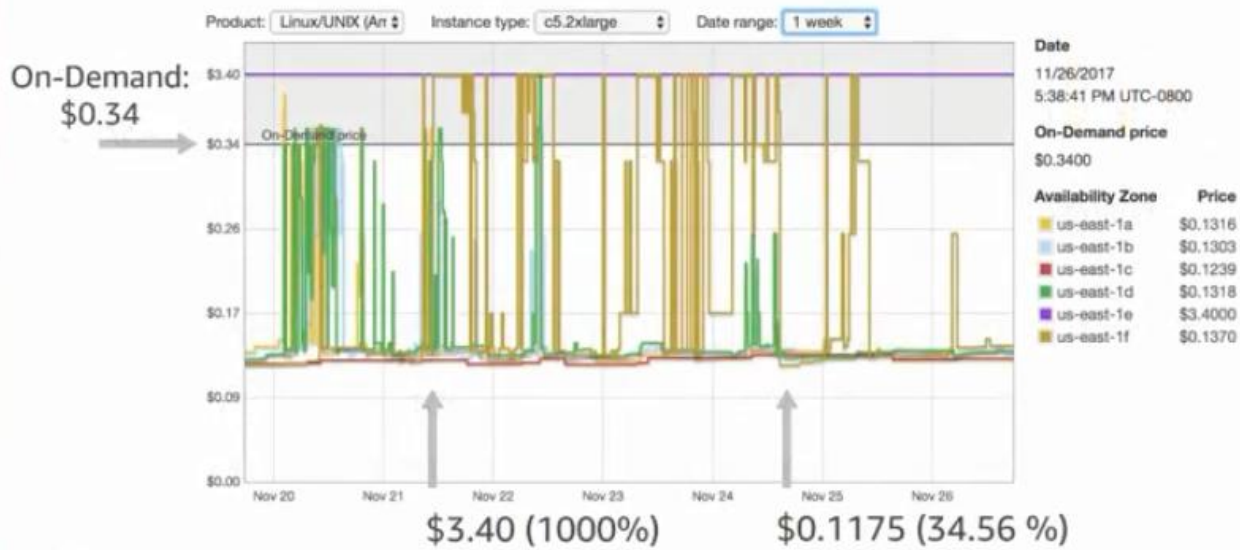 Product: Linux/UNIX (An Instance type: c5.2xlarge Date range: 1 week
On-Demand:
$0.34
$3.40
On-Demand price
$0.34
$0.26
$0.17
$0.09
$0.00
Nov 20 Nov 21 Nov 22 Nov 23 Nov 24 Nov 25 Nov 26
$3.40 (1000%) $0.1175 (34.56 %)
Date
11/26/2017
5:38:41 PM UTC-0800
On-Demand price
$0.3400
Availability Zone Price
us-east-1a $0.1316
us-east-1b $0.1303
us-east-1c $0.1239
us-east-1d $0.1318
us-east-1e $3.4000
us-east-1f $0.1370